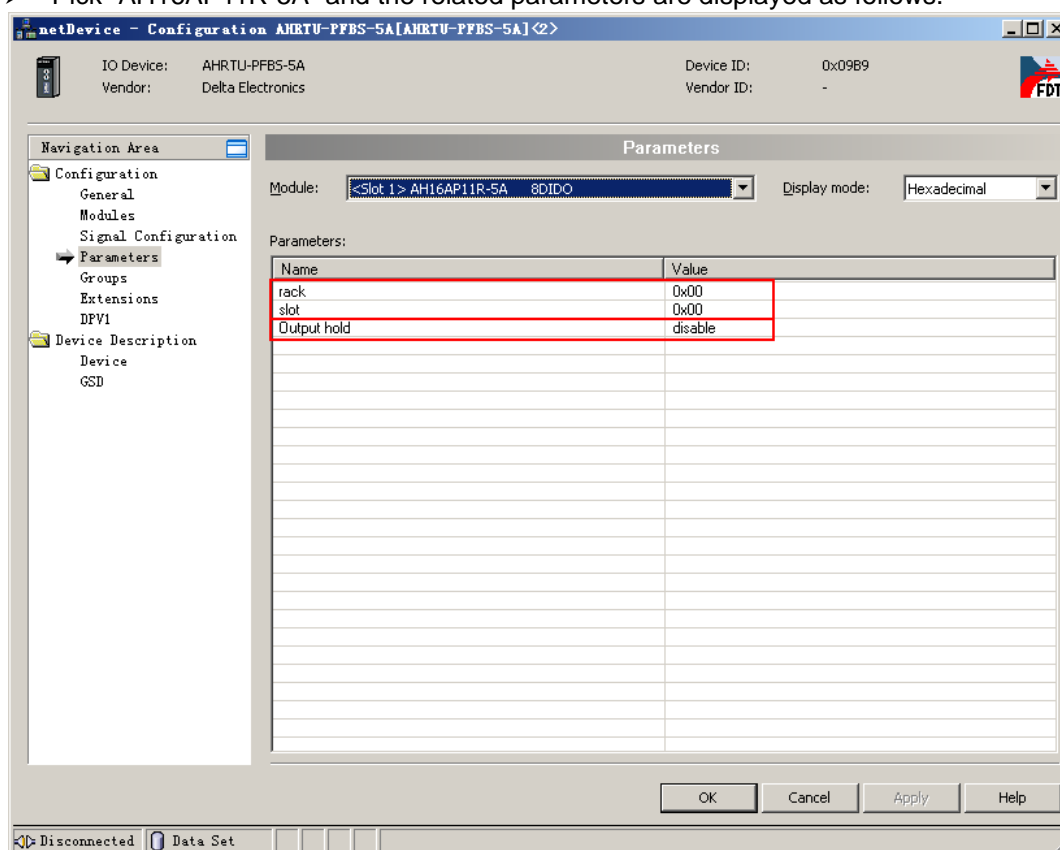 Pick "AH16AP11R-5A" and the related parameters are displayed as follows.
netDevice - Configuration AHRTU-PFBS-5A[AHRTU-PFBS-5A]<2>
IO Device: AHRTU-PFBS-5A Device ID: 0x09B9
Vendor: Delta Electronics Vendor ID: -
FDT
Navigation Area
Parameters
Configuration
General
Modules
Signal Configuration
Parameters
Groups
Extensions
DPV1
Device Description
Device
GSD
Module: <Slot 1> AH16AP11R-5A 8DIDO Display mode: Hexadecimal
Parameters:
Name Value
rack 0x00
slot 0x00
Output hold disable
OK Cancel Apply Help
Disconnected Data Set